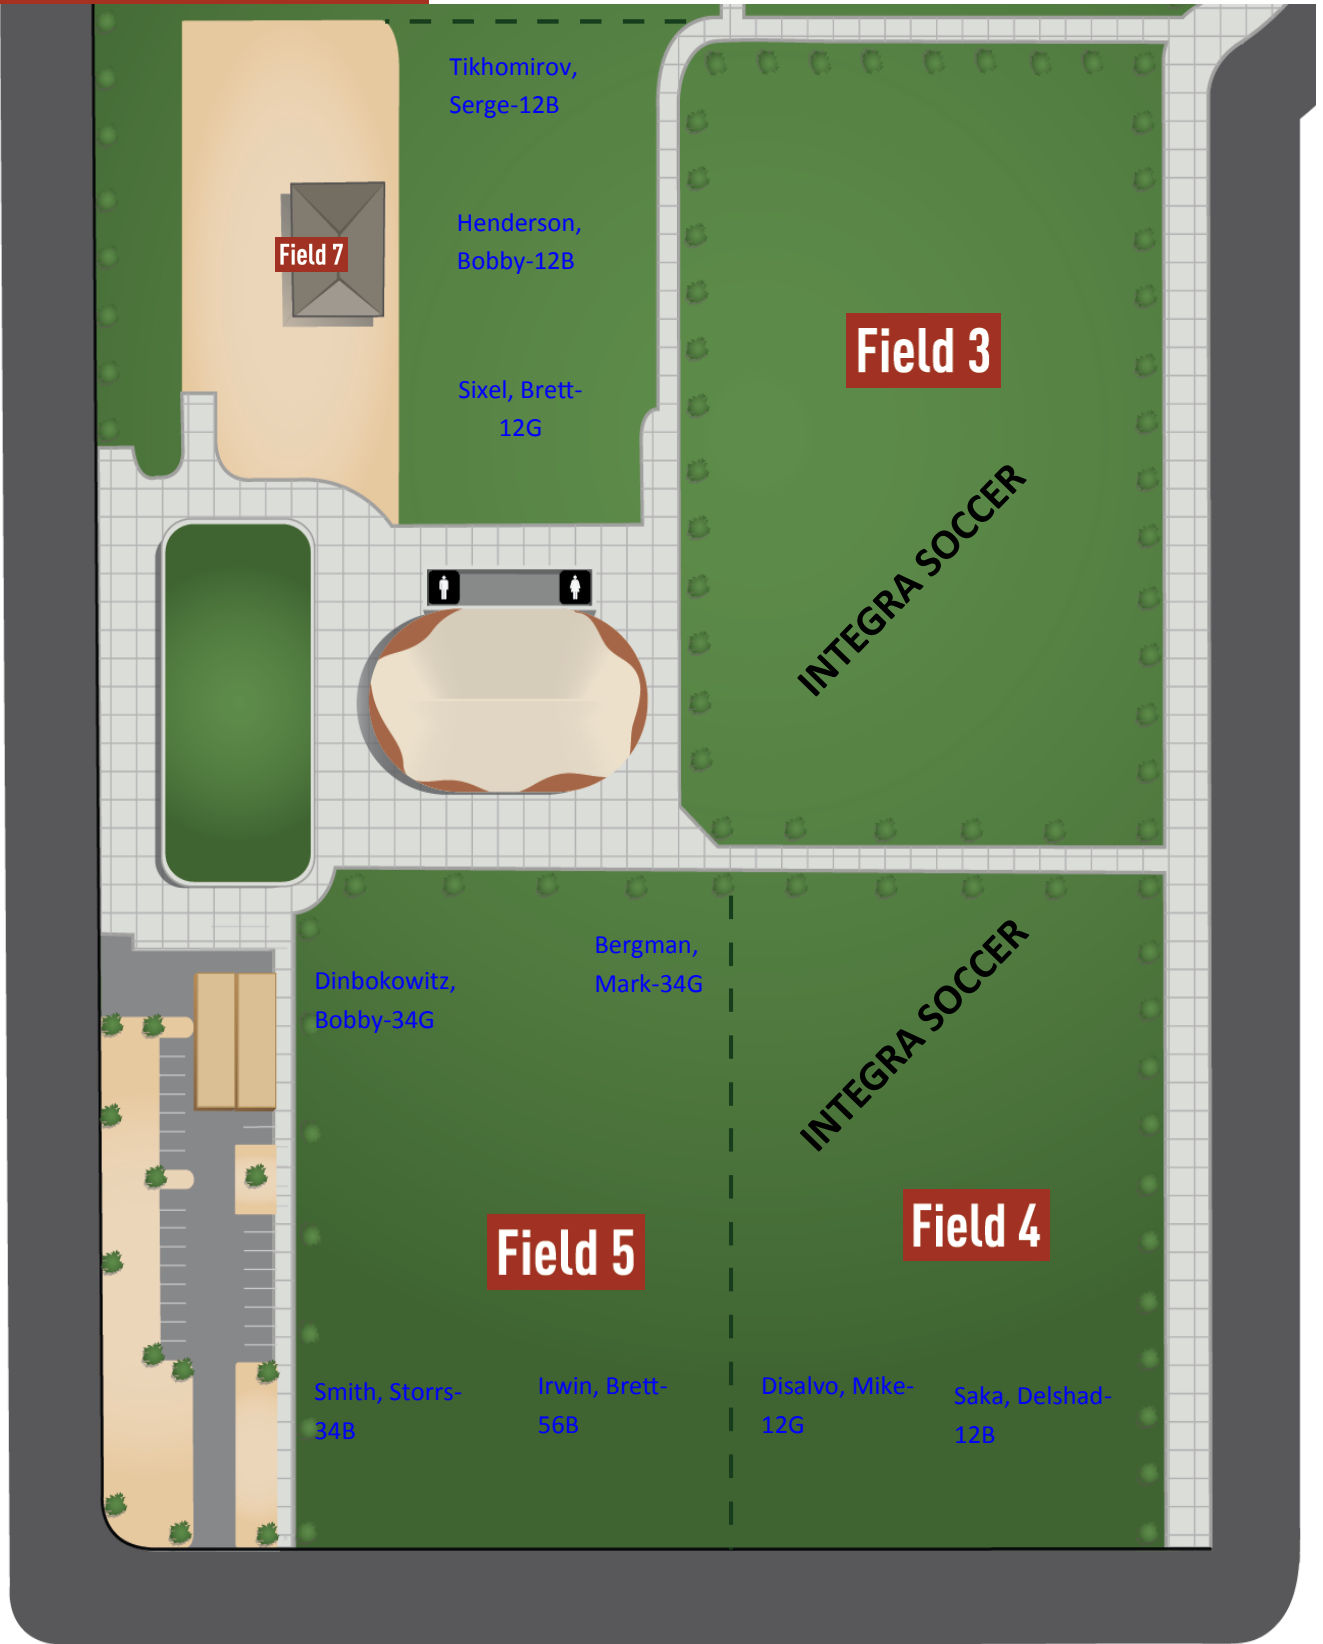 Tikhomirov,
Serge-12B
Henderson,
Bobby-12B
Field 7
Field 3
Sixel, Brett-
12G
INTEGRA SOCCER
Bergman,
Mark-34G
Dinbokowitz,
Bobby-34G
INTEGRA SOCCER
Field 5
Field 4
Smith, Storrs-
34B
Irwin, Brett-
56B
Disalvo, Mike-
12G
Saka, Delshad-
12B